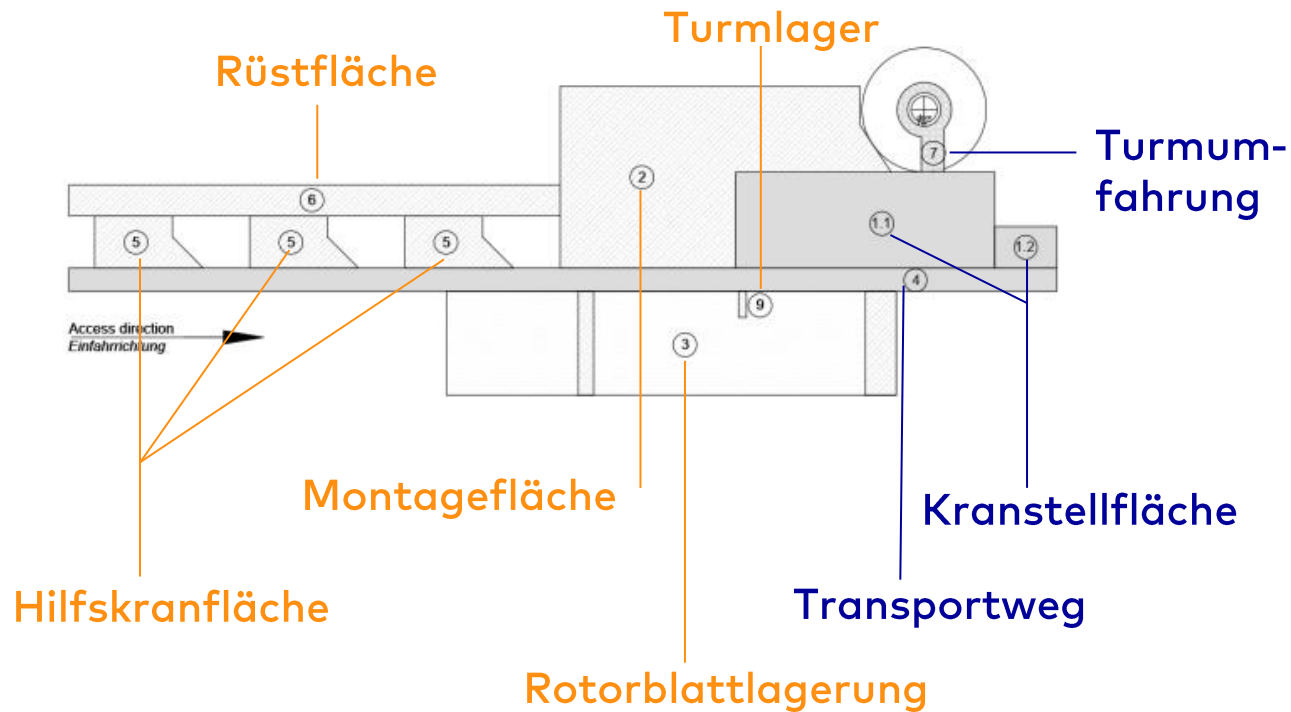 Turmlager
Rüstfläche
Turmum-
fahrung
7
2
6
1.1
5
5
5
1.2
4
9
Access direction
Einfahrrichtung
3
Montagefläche
Kranstellfläche
Hilfskranfläche
Transportweg
Rotorblattlagerung